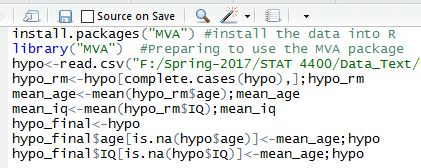 Source on Save
install.packages("MVA") #install the data into R
library("MVA") #Preparing to use the MVA package
hypo<-read.csv("F:/Spring-2017/STAT 4400/Data_Text/
hypo_rm<-hypo[complete.cases(hypo),];hypo_rm
mean_age<-mean(hypo_rm$age);mean_age
mean_iq<-mean(hypo_rm$IQ);mean_iq
hypo_final<-hypo
hypo_final$age[is.na(hypo$age)]<-mean_age;hypo
hypo_final$IQ[is.na(hypo$IQ)]<-mean_age;hypo